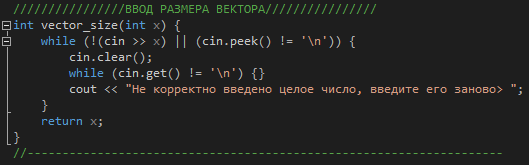 ////////////////ВВОД РАЗМЕРА ВЕКТОРА////////////////
int vector_size(int x) {
while (!(cin >> x) || (cin.peek() != '\n')) {
cin.clear();
while (cin.get() != '\n') {}
cout << "Не корректно введено целое число, введите его заново> ";
}
return x;
}
//--------------------------------------------------------------------